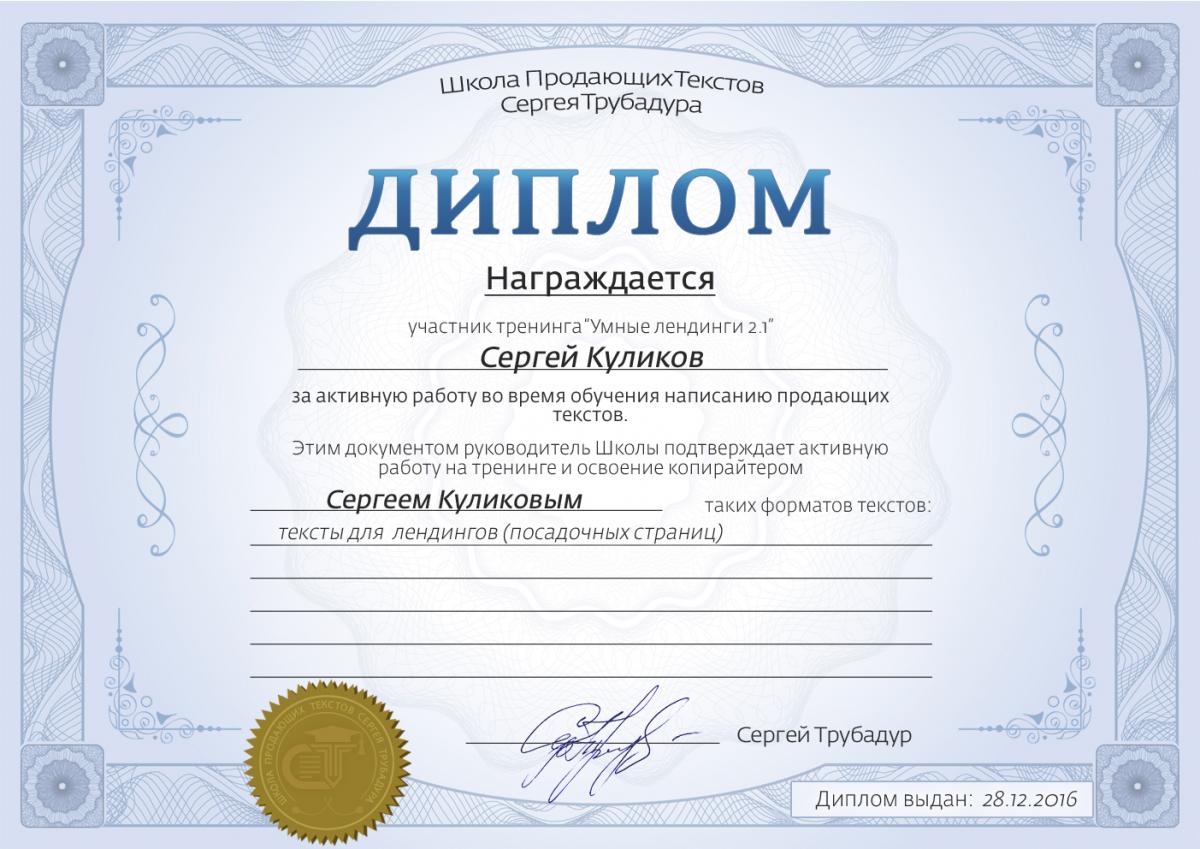 Школа Продающих Текстов
Сергея Трубадура
ДИПЛОМ
Награждается
участник тренинга "Умные лендинги 2.1"
Сергей Куликов
за активную работу во время обучения написанию продающих
текстов.
Этим документом руководитель Школы подтверждает активную
работу на тренинге и освоение копирайтером
Сергеем Куликовым таких форматов текстов:
тексты для лендингов (посадочных страниц)
ШКОЛА ПРОДАЮЩИХ ТЕКСТОВ СЕРГЕЯ ТРУБАДУРА
Сергей Трубадур
Диплом выдан: 28.12.2016